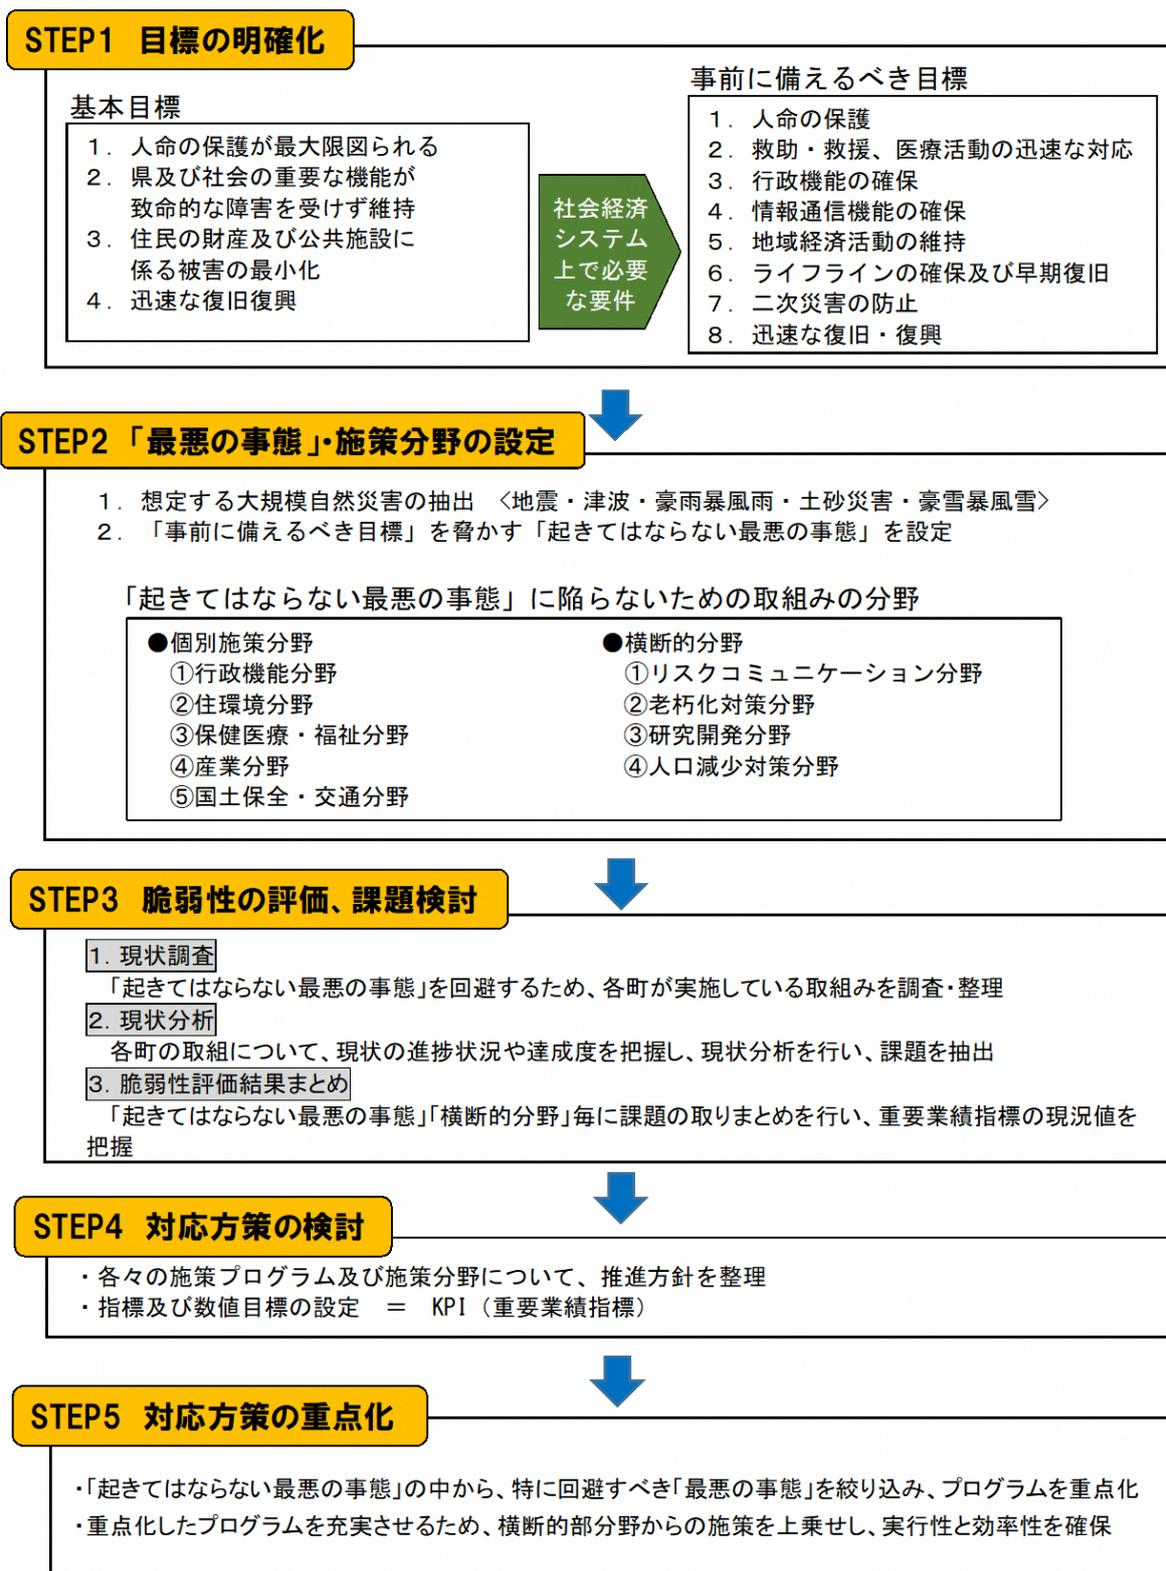 STEP1 目標の明確化
基本目標
1. 人命の保護が最大限図られる
2. 県及び社会の重要な機能が
致命的な障害を受けず維持
3. 住民の財産及び公共施設に
係る被害の最小化
4. 迅速な復旧復興
社会経済
システム
上で必要
な要件
事前に備えるべき目標
1. 人命の保護
2. 救助・救援、医療活動の迅速な対応
3. 行政機能の確保
4. 情報通信機能の確保
5. 地域経済活動の維持
6. ライフラインの確保及び早期復旧
7. 二次災害の防止
8. 迅速な復旧・復興
STEP2 「最悪の事態」・施策分野の設定
1. 想定する大規模自然災害の抽出 〈地震・津波・豪雨暴風雨・土砂災害・豪雪暴風雪〉
2. 「事前に備えるべき目標」を脅かす「起きてはならない最悪の事態」を設定
「起きてはならない最悪の事態」に陥らないための取組みの分野
●個別施策分野
①行政機能分野
②住環境分野
③保健医療・福祉分野
④産業分野
⑤国土保全・交通分野
●横断的分野
①リスクコミュニケーション分野
②老朽化対策分野
③研究開発分野
④人口減少対策分野
STEP3 脆弱性の評価、課題検討
1. 現状調査
「起きてはならない最悪の事態」を回避するため、各町が実施している取組みを調査・整理
2. 現状分析
各町の取組について、現状の進捗状況や達成度を把握し、現状分析を行い、課題を抽出
3. 脆弱性評価結果まとめ
「起きてはならない最悪の事態」「横断的分野」毎に課題の取りまとめを行い、重要業績指標の現況値を
把握
STEP4 対応方策の検討
・各々の施策プログラム及び施策分野について、推進方針を整理
・指標及び数値目標の設定 ＝ KPI（重要業績指標）
STEP5 対応方策の重点化
・「起きてはならない最悪の事態」の中から、特に回避すべき「最悪の事態」を絞り込み、プログラムを重点化
・重点化したプログラムを充実させるため、横断的部分野からの施策を上乗せし、実行性と効率性を確保